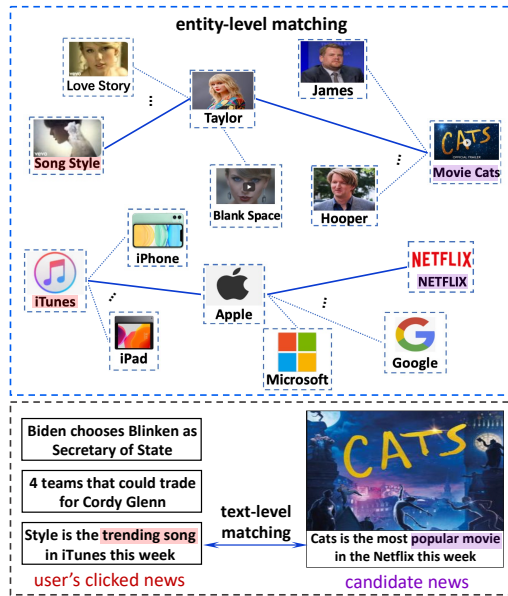 entity-level matching
Love Story
Taylor
James
Song Style
CATS
OFFICIAL TRAILER
Movie Cats
Blank Space
Hooper
iPhone
NETFLIX
iTunes
Apple
NETFLIX
iPad
Microsoft
Google
Biden chooses Blinken as
Secretary of State
4 teams that could trade
for Cordy Glenn
Style is the trending song
in iTunes this week
user's clicked news
text-level
matching
CATS
Cats is the most popular movie
in the Netflix this week
candidate news